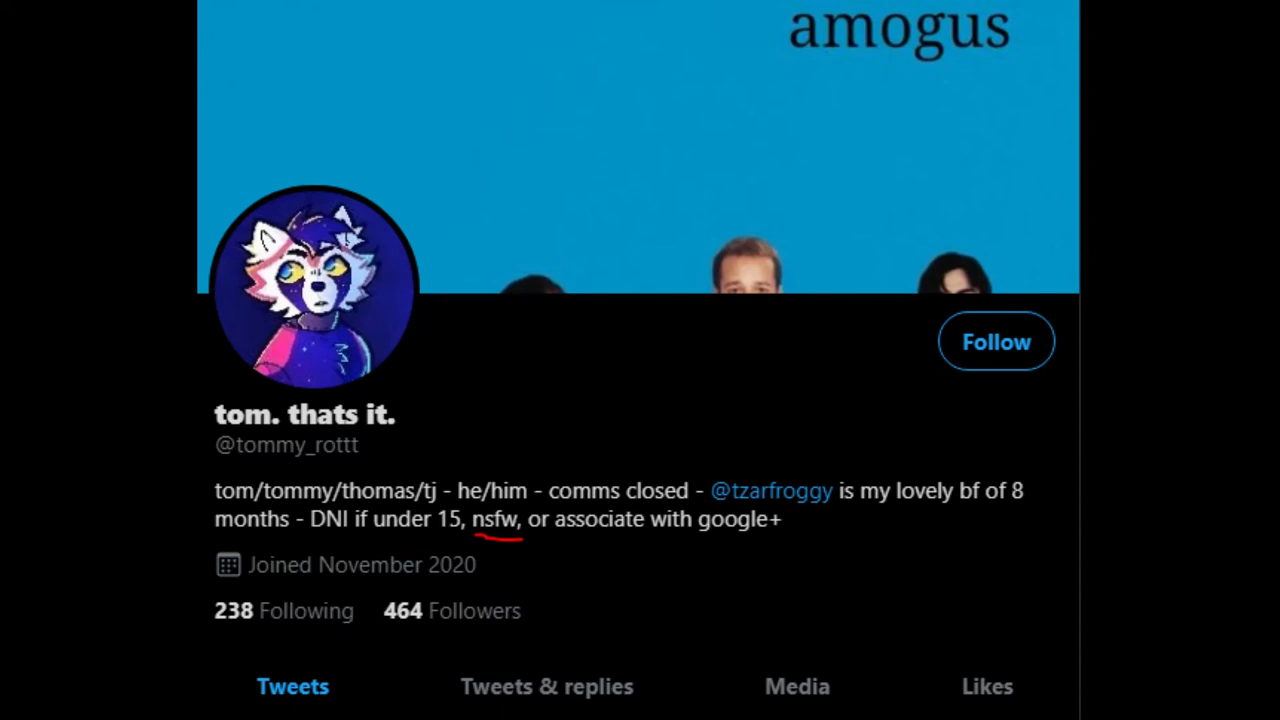 amogus
Follow
tom. thats it.
@tommy_rottt
tom/tommy/thomas/tj - he/him - comms closed - @tzarfroggy is my lovely bf of 8
months - DNI if under 15, nsfw, or associate with google+
Joined November 2020
238 Following 464 Followers
Tweets Tweets & replies Media Likes